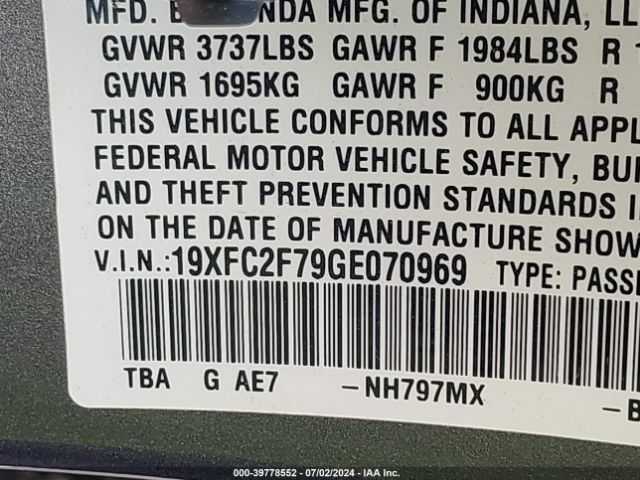 MFD. B NDA MFG. OF INDIANA, LL
GVWR 3737LBS GAWR F 1984LBS R 1
GVWR 1695KG GAWR F 900KG R
THIS VEHICLE CONFORMS TO ALL APPL
FEDERAL MOTOR VEHICLE SAFETY, BU
AND THEFT PREVENTION STANDARDS I
ON THE DATE OF MANUFACTURE SHOW
V.I.N.:19XFC2F79GE070969 TYPE: PASSE
TBA G AE7 -NH797MX -B
000-39778552 - 07/02/2024 - IAA Inc.